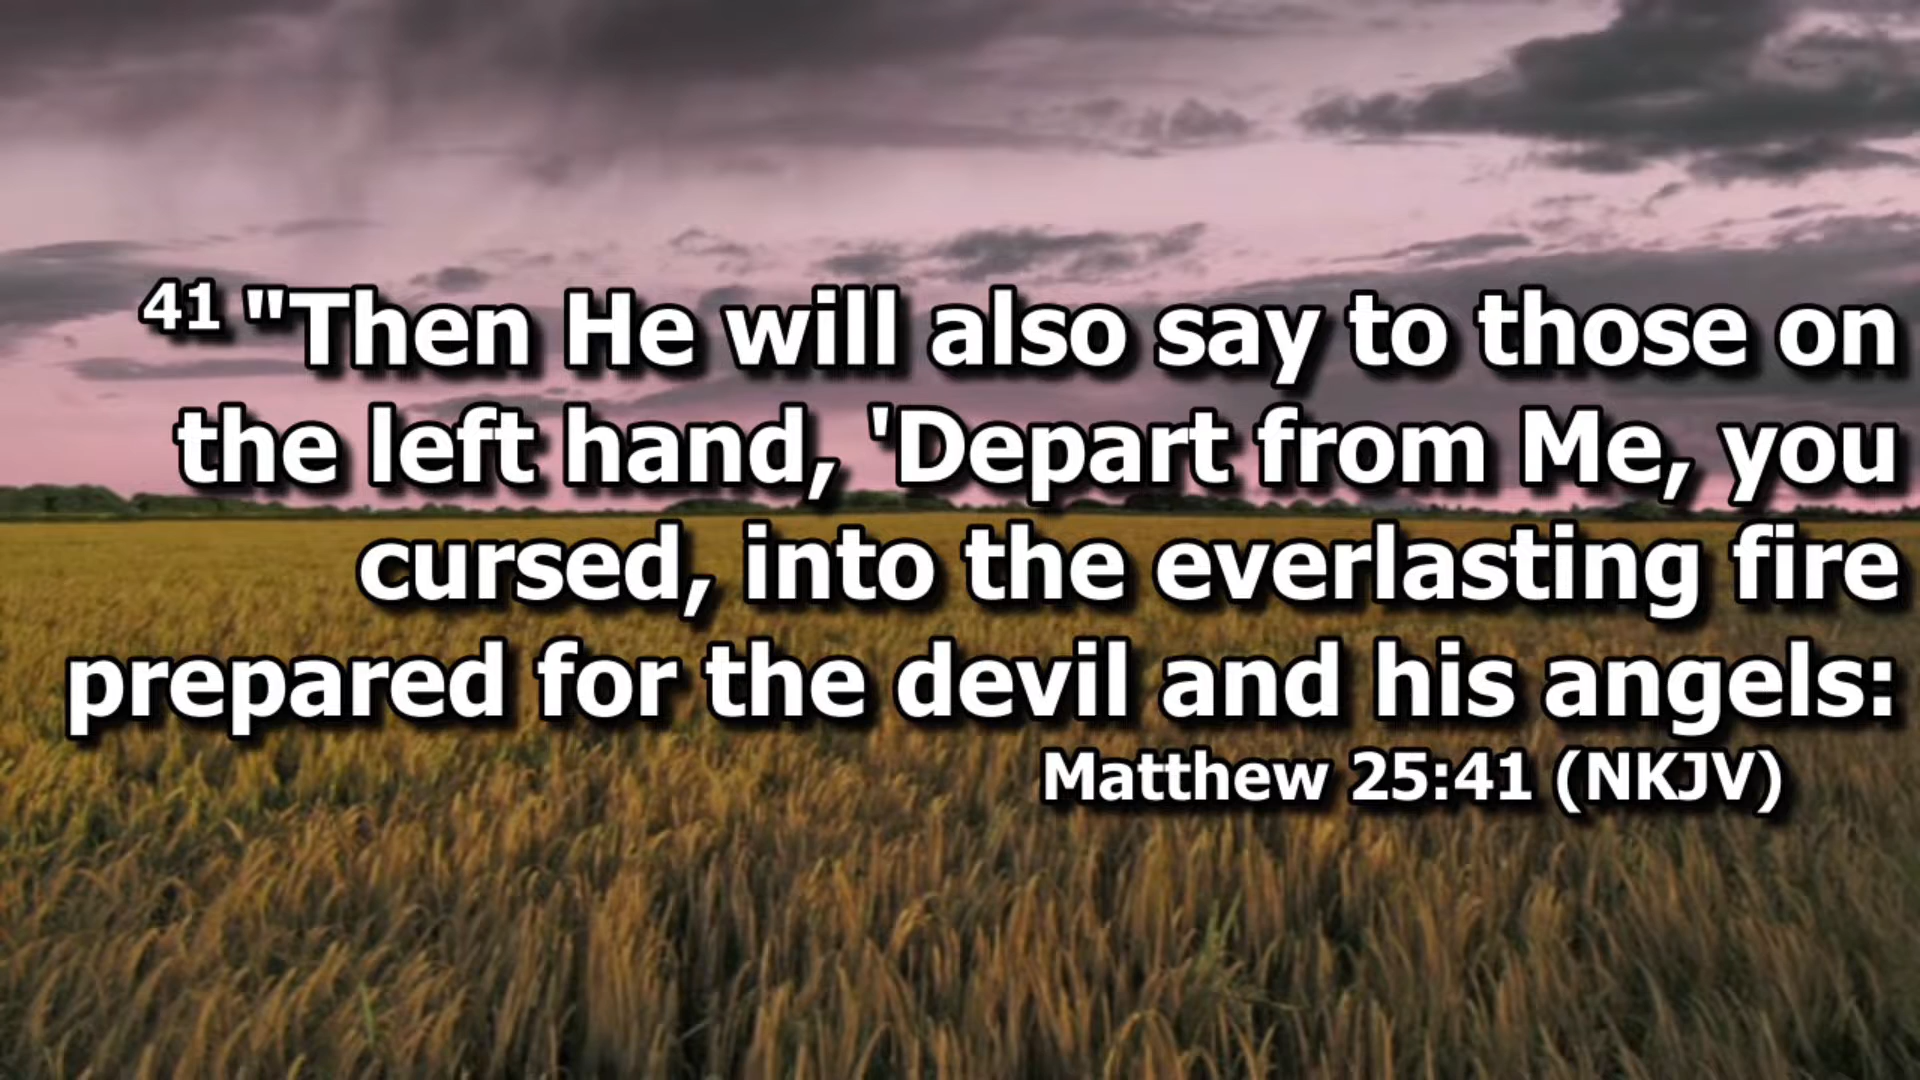 41 "Then He will also say to those on
the left hand, 'Depart from Me, you
cursed, into the everlasting fire
prepared for the devil and his angels:
Matthew 25:41 (NKJV)